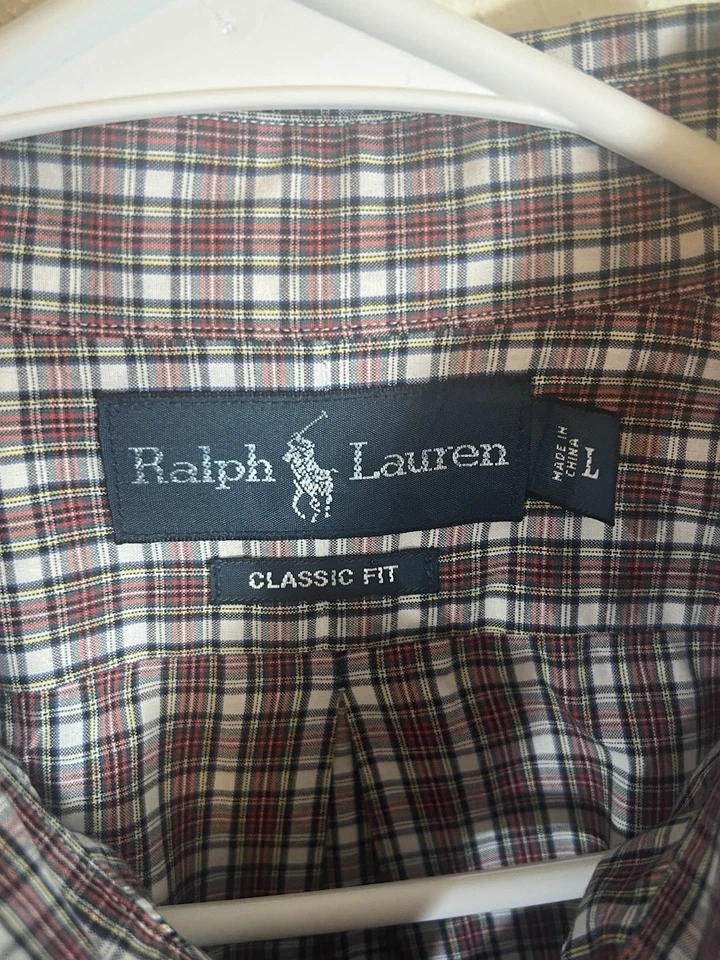 Ralph Lauren
MADE IN
CHINA
L
CLASSIC FIT